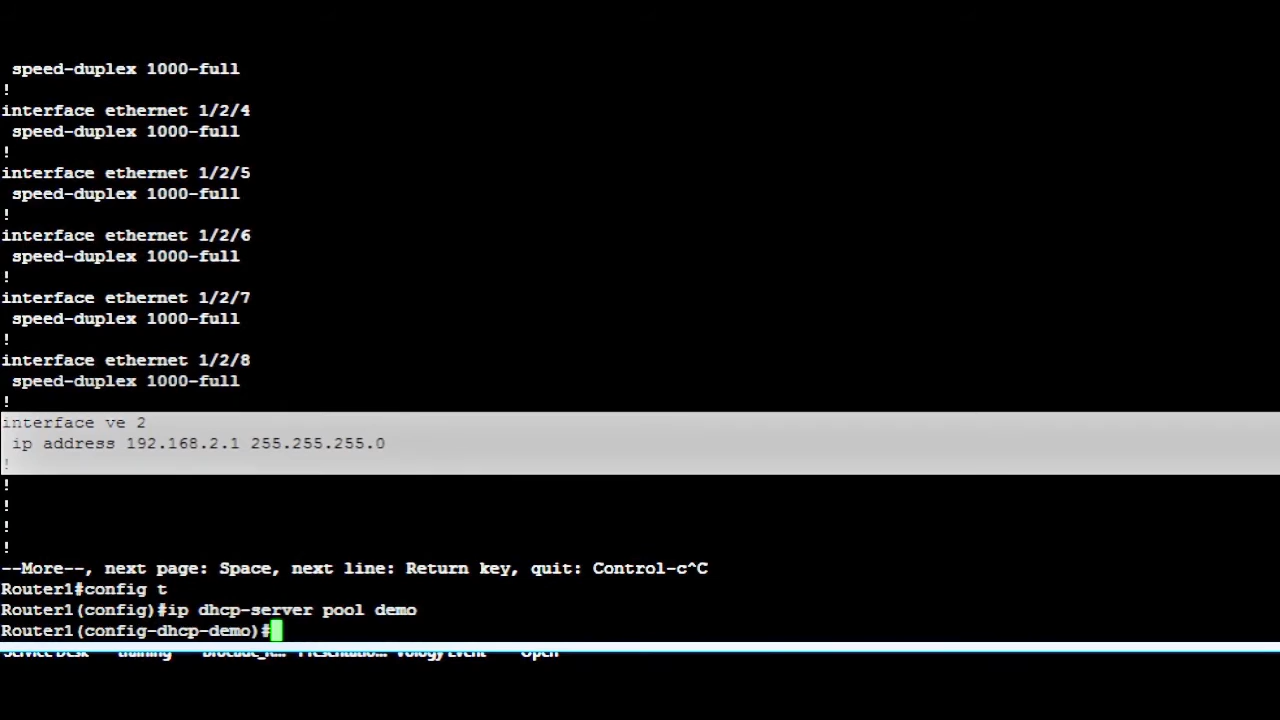 speed-duplex 1000-full
!
interface ethernet 1/2/4
speed-duplex 1000-full
!
interface ethernet 1/2/5
speed-duplex 1000-full
!
interface ethernet 1/2/6
speed-duplex 1000-full
!
interface ethernet 1/2/7
speed-duplex 1000-full
!
interface ethernet 1/2/8
speed-duplex 1000-full
!
interface ve 2
ip address 192.168.2.1 255.255.255.0
!
!
!
!
!
--More--, next page: Space, next line: Return key, quit: Control-c^C
Router1#config t
Router1(config)#ip dhcp-server pool demo
Router1(config-dhcp-demo)#
Service Desk training Presentatio... Vology Event Open